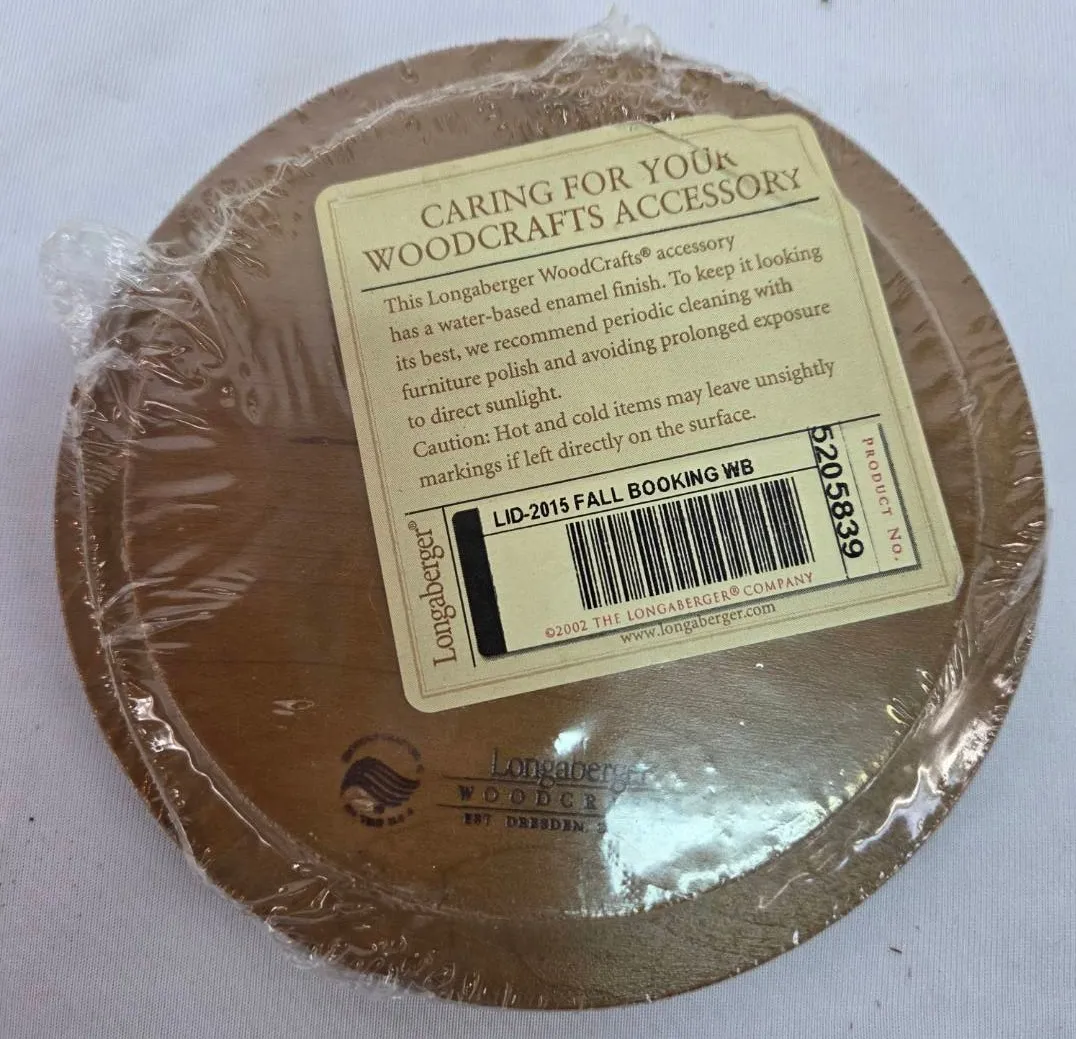 CARING FOR YOUR
WOODCRAFTS ACCESSORY
This Longaberger WoodCrafts® accessory
has a water-based enamel finish. To keep it looking
its best, we recommend periodic cleaning with
furniture polish and avoiding prolonged exposure
to direct sunlight.
Caution: Hot and cold items may leave unsightly
markings if left directly on the surface.
Longaberger®
LID-2015 FALL BOOKING WB
5205839
PRODUCT No.
©2002 THE LONGABERGER® COMPANY
www.longaberger.com
Longaberger
WOODCR
EST DRESDEN,